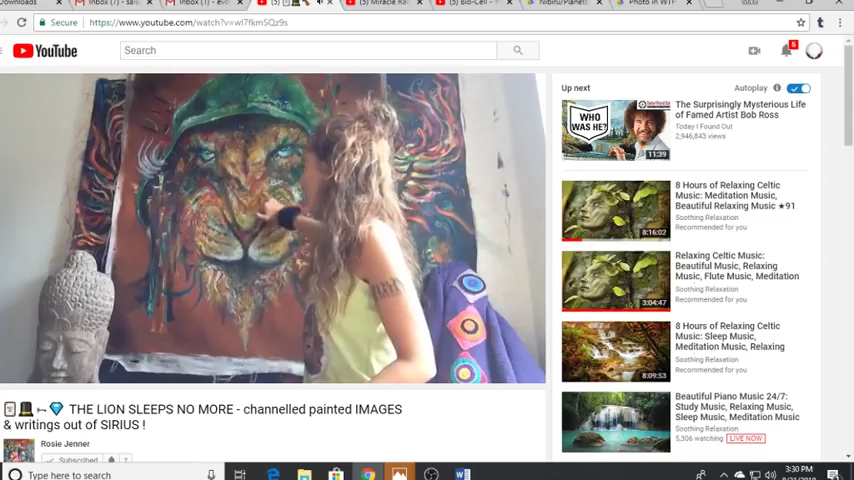 Downloads
Inbox (7) - sal
Inbox (1) - evol
(5)
(5) Miracle Ra
(5) Bio-Cell - Yo
Nibiru/Planet
Photo in WTF
Secure
https://www.youtube.com/watch?v=wl7fkmSQz9s
YouTube
Search
6
Up next
Autoplay
WHO WAS HE?
11:39
The Surprisingly Mysterious Life
of Famed Artist Bob Ross
Today I Found Out
2,946,843 views
8:16:02
8 Hours of Relaxing Celtic
Music: Meditation Music,
Beautiful Relaxing Music ★91
Soothing Relaxation
Recommended for you
3:04:47
Relaxing Celtic Music:
Beautiful Music, Relaxing
Music, Flute Music, Meditation
Soothing Relaxation
Recommended for you
8:09:53
8 Hours of Relaxing Celtic
Music: Sleep Music,
Meditation Music, Relaxing
Soothing Relaxation
Recommended for you
Beautiful Piano Music 24/7:
Study Music, Relaxing Music,
Sleep Music, Meditation Music
Soothing Relaxation
5,306 watching LIVE NOW
THE LION SLEEPS NO MORE - channelled painted IMAGES
& writings out of SIRIUS !
Rosie Jenner
Subscribed
Type here to search
3:30 PM